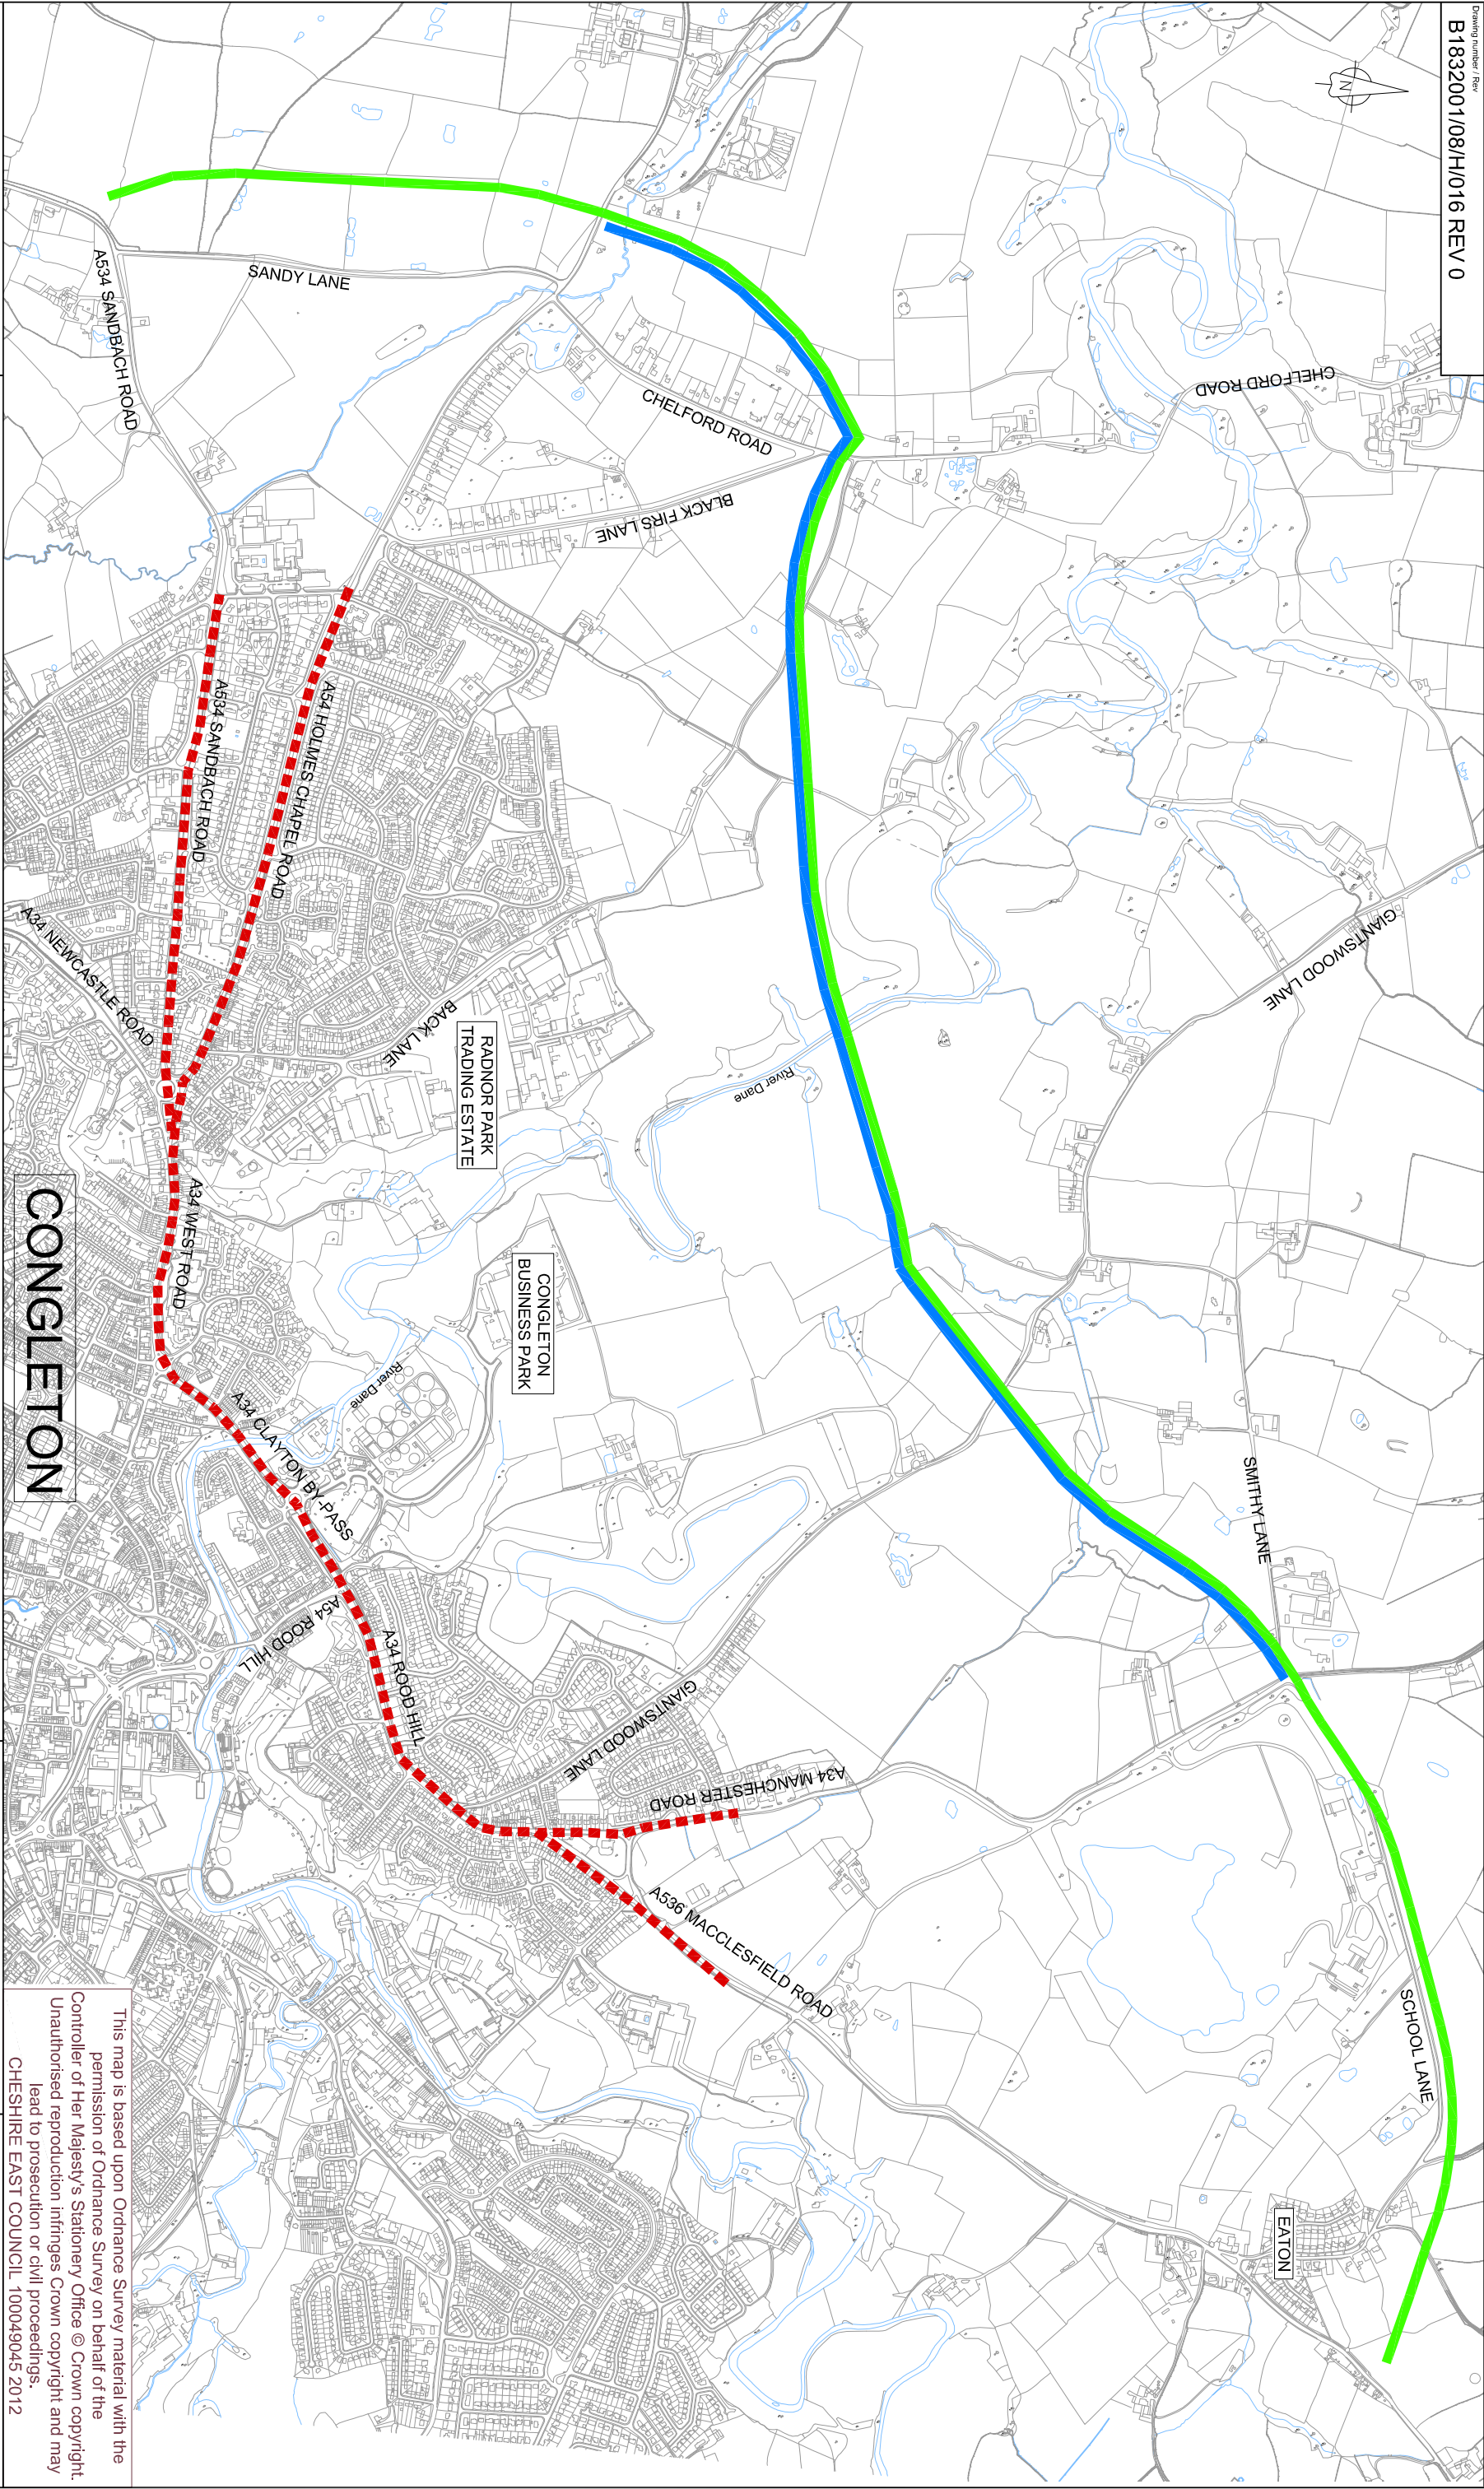 Drawing number / Rev
B1832001/08/H/016 REV 0
N
CHELFORD ROAD
GIANTSWOOD LANE
SMITHY LANE
SCHOOL LANE
EATON
SANDY LANE
A534 SANDBACH ROAD
CHELFORD ROAD
BLACK FIRS LANE
River Dane
A54 HOLMES CHAPEL ROAD
A534 SANDBACH ROAD
A34 NEWCASTLE ROAD
BACK LANE
RADNOR PARK
TRADING ESTATE
CONGLETON
BUSINESS PARK
A34 WEST ROAD
River Dane
A34 CLAYTON BY-PASS
A54 ROOD HILL
A34 ROOD HILL
GIANTSWOOD LANE
A34 MANCHESTER ROAD
A536 MACCLESFIELD ROAD
CONGLETON
This map is based upon Ordnance Survey material with the
permission of Ordnance Survey on behalf of the
Controller of Her Majesty's Stationery Office © Crown copyright.
Unauthorised reproduction infringes Crown copyright and may
lead to prosecution or civil proceedings.
CHESHIRE EAST COUNCIL 100049045 2012